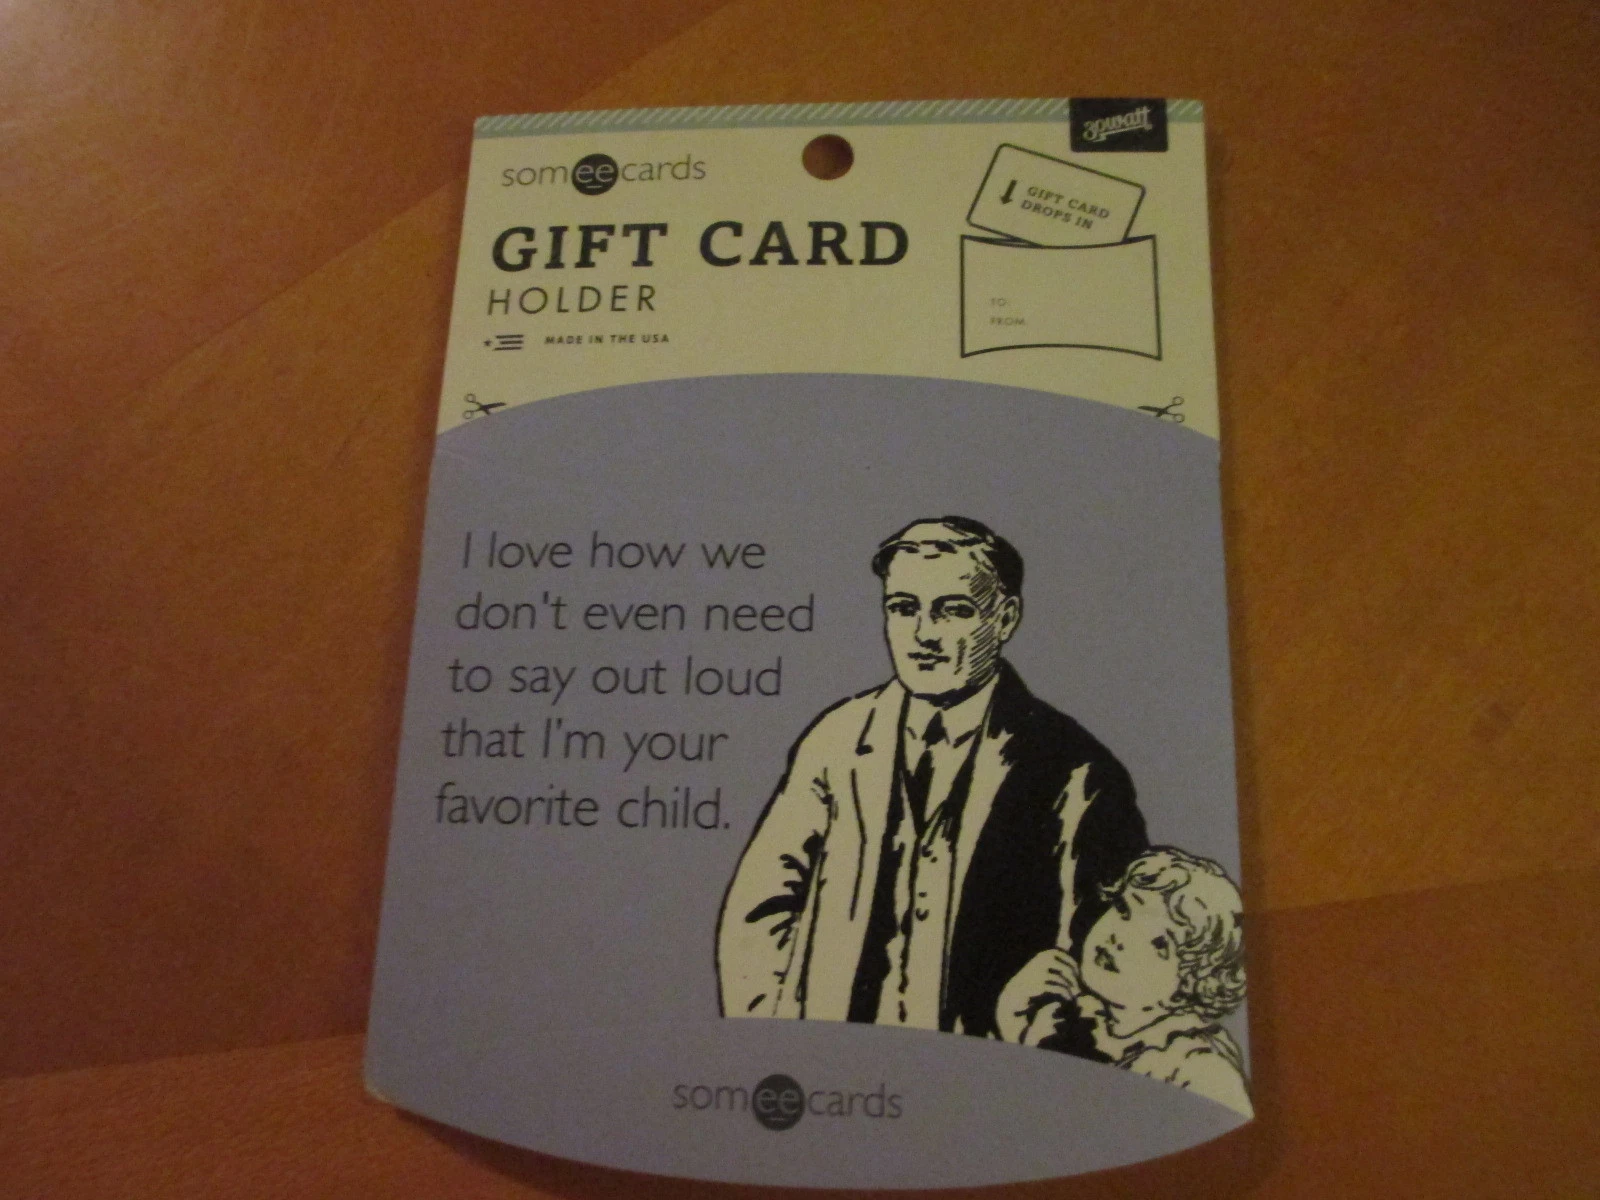 30watt
someecards
GIFT CARD
HOLDER
MADE IN THE USA
GIFT CARD
DROPS IN
TO:
FROM:
I love how we
don't even need
to say out loud
that I'm your
favorite child.
someecards